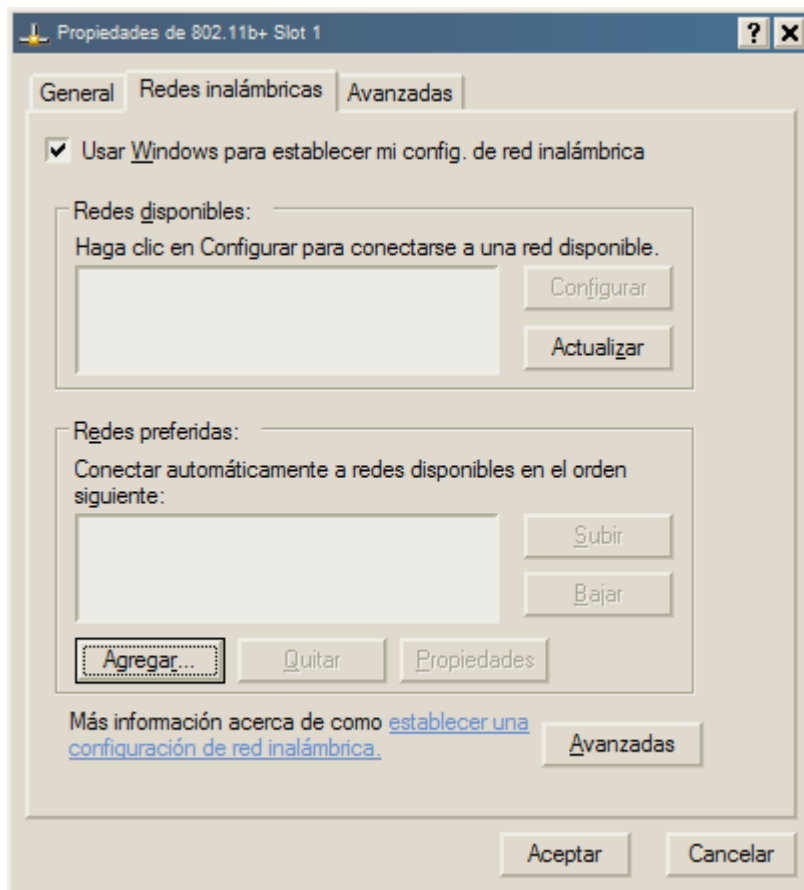 Propiedades de 802.11b+ Slot 1
General Redes inalámbricas Avanzadas
Usar Windows para establecer mi config. de red inalámbrica
Redes disponibles:
Haga clic en Configurar para conectarse a una red disponible.
Configurar
Actualizar
Redes preferidas:
Conectar automáticamente a redes disponibles en el orden
siguiente:
Subir
Bajar
Agregar... Quitar Propiedades
Más información acerca de como establecer una
configuración de red inalámbrica.
Avanzadas
Aceptar Cancelar